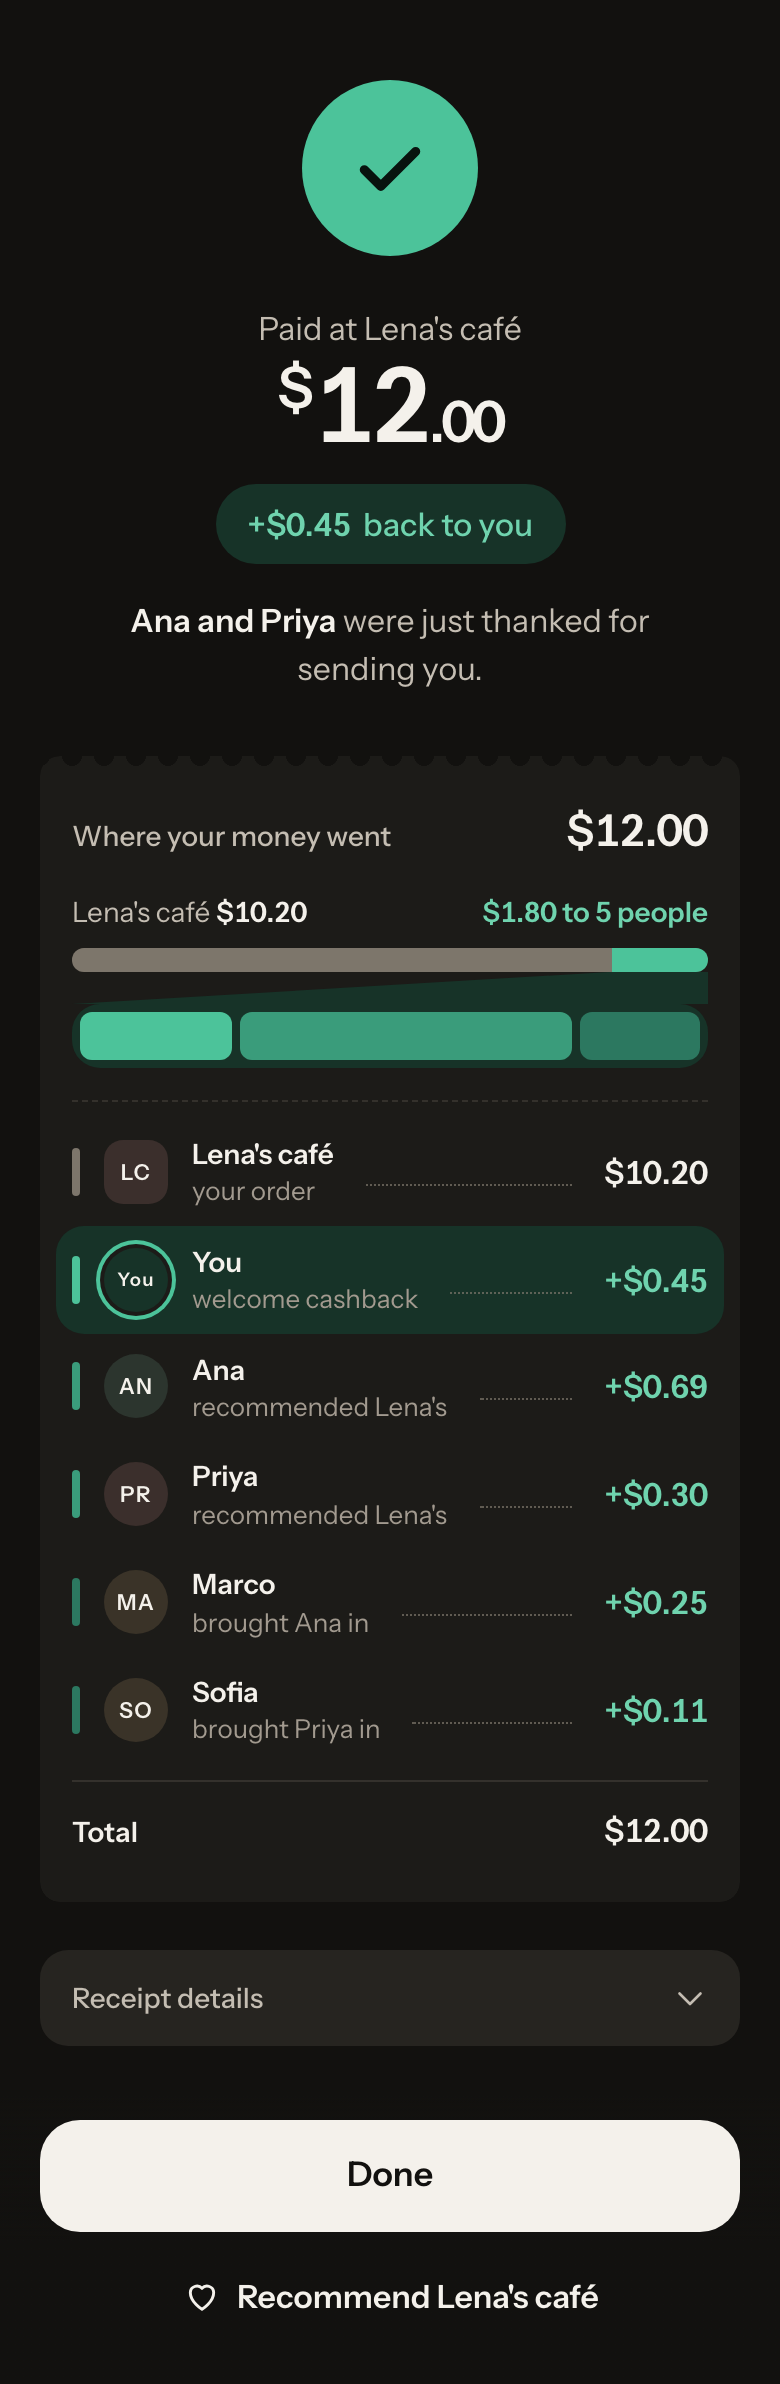 Paid at Lena's café
$12.00
+$0.45 back to you
Ana and Priya were just thanked for
sending you.
Where your money went $12.00
Lena's café $10.20 $1.80 to 5 people
LC Lena's café $10.20
your order
You You +$0.45
welcome cashback
AN Ana +$0.69
recommended Lena's
PR Priya +$0.30
recommended Lena's
MA Marco +$0.25
brought Ana in
SO Sofia +$0.11
brought Priya in
Total $12.00
Receipt details
Done
Recommend Lena's café